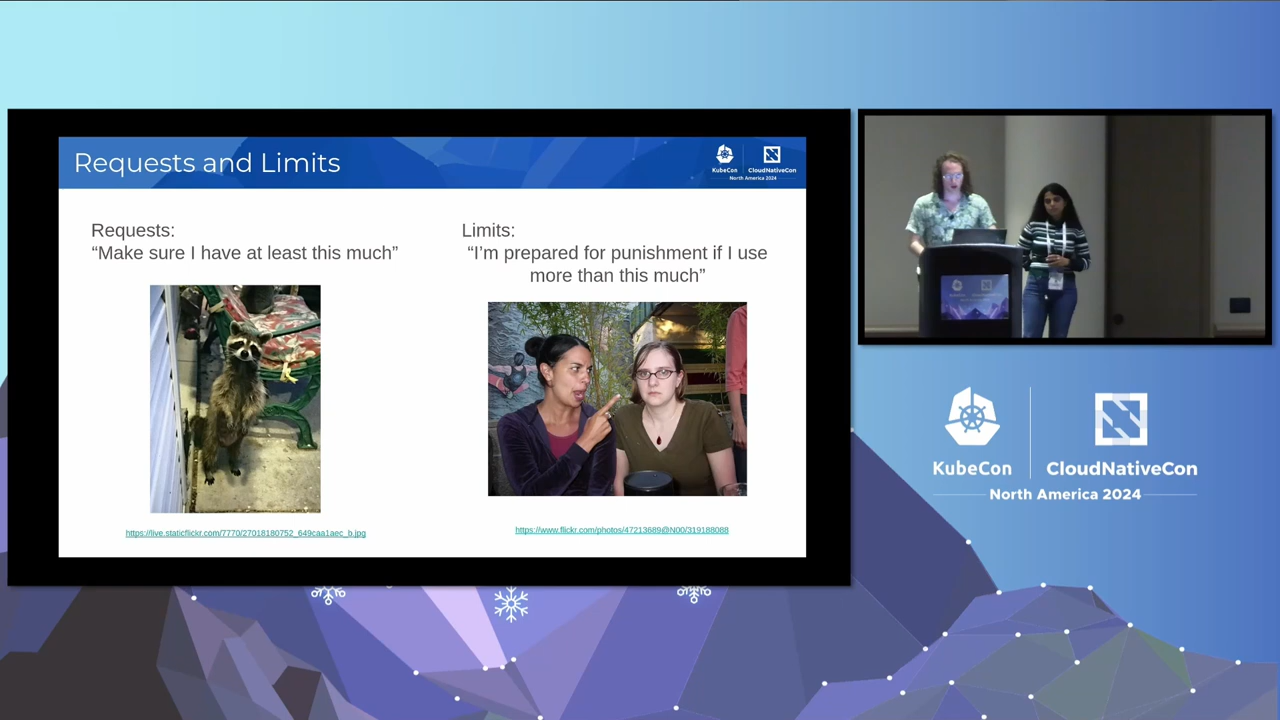 Requests and Limits
KubeCon
CloudNativeCon
North America 2024
Requests:
“Make sure I have at least this much”
Limits:
“I’m prepared for punishment if I use
more than this much”
https://live.staticflickr.com/7770/27018180752_649caa1aec_b.jpg
https://www.flickr.com/photos/47213689@N00/319188088
KubeCon
CloudNativeCon
North America 2024